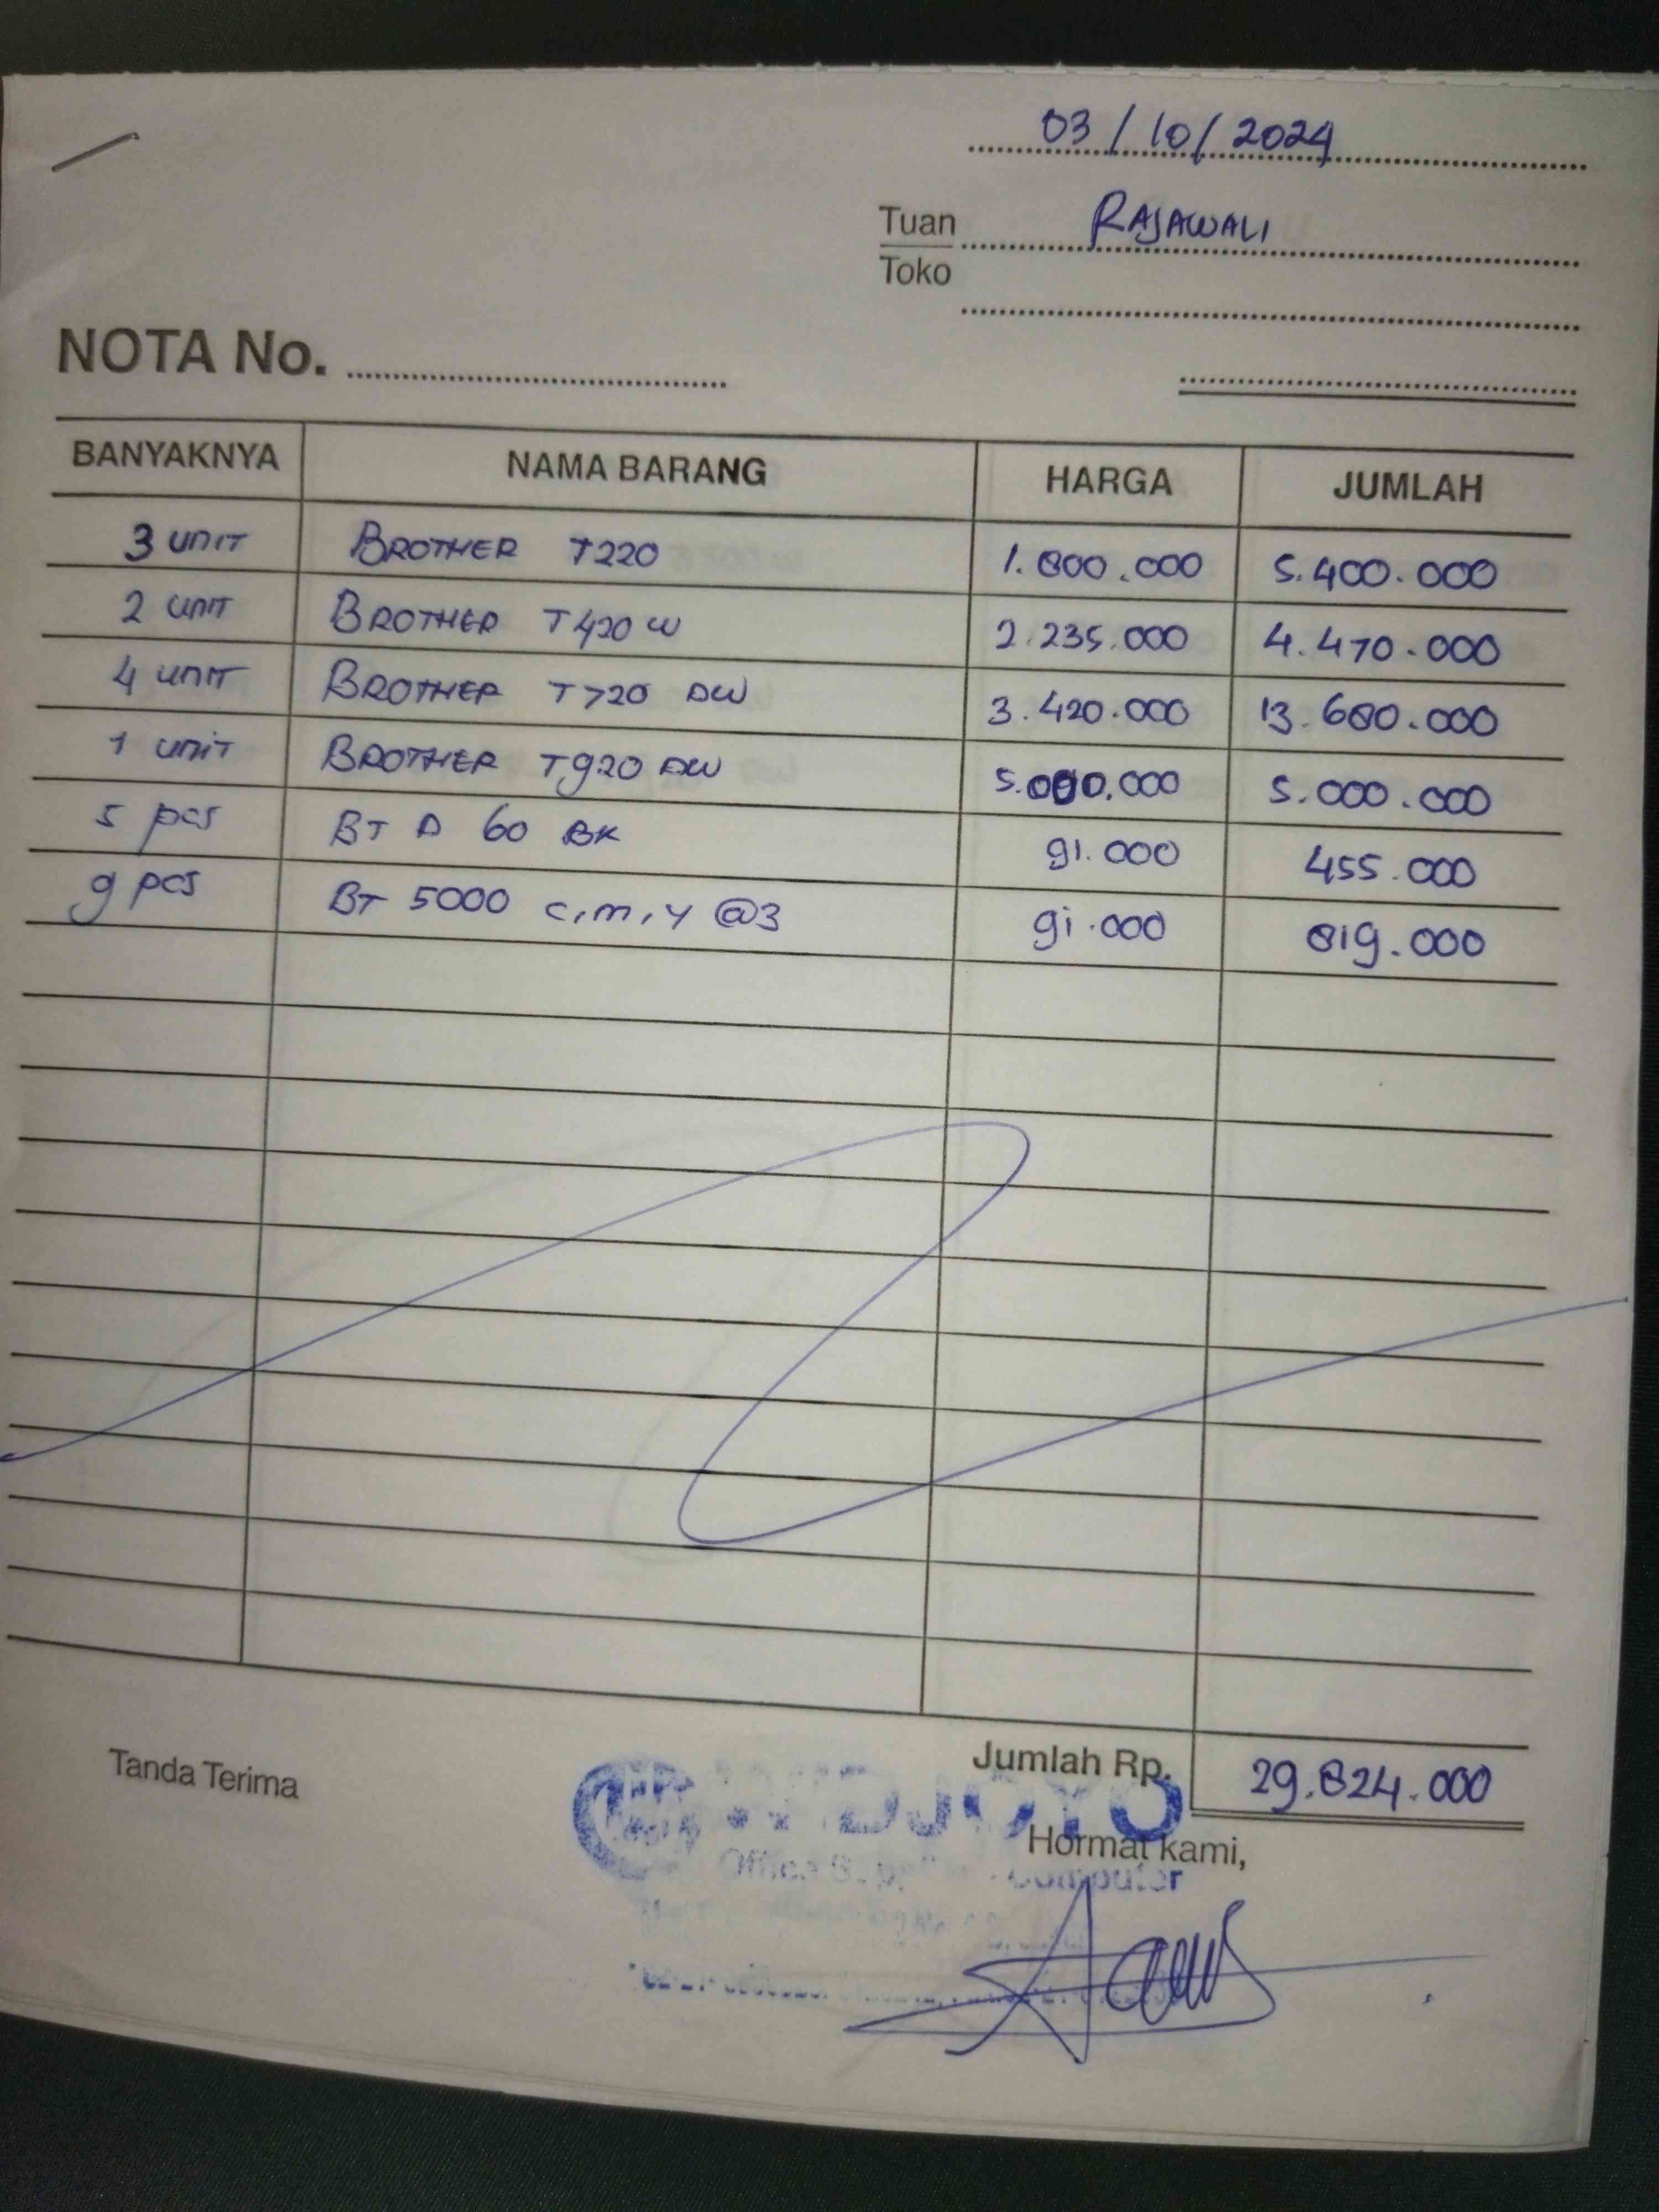 03/10/2024
Tuan RAJAWALI
Toko
NOTA No.
BANYAKNYA NAMA BARANG HARGA JUMLAH
3 UNIT BROTHER T220 1.800.000 5.400.000
2 UNIT BROTHER T420 W 2.235.000 4.470.000
4 UNIT BROTHER T720 DW 3.420.000 13.680.000
1 UNIT BROTHER T920 DW 5.000.000 5.000.000
5 pcs BT D 60 BK 91.000 455.000
9 pcs BT 5000 c,m,y @3 91.000 819.000
Tanda Terima
Jumlah Rp. 29.824.000
Hormat kami,
Office
Computer